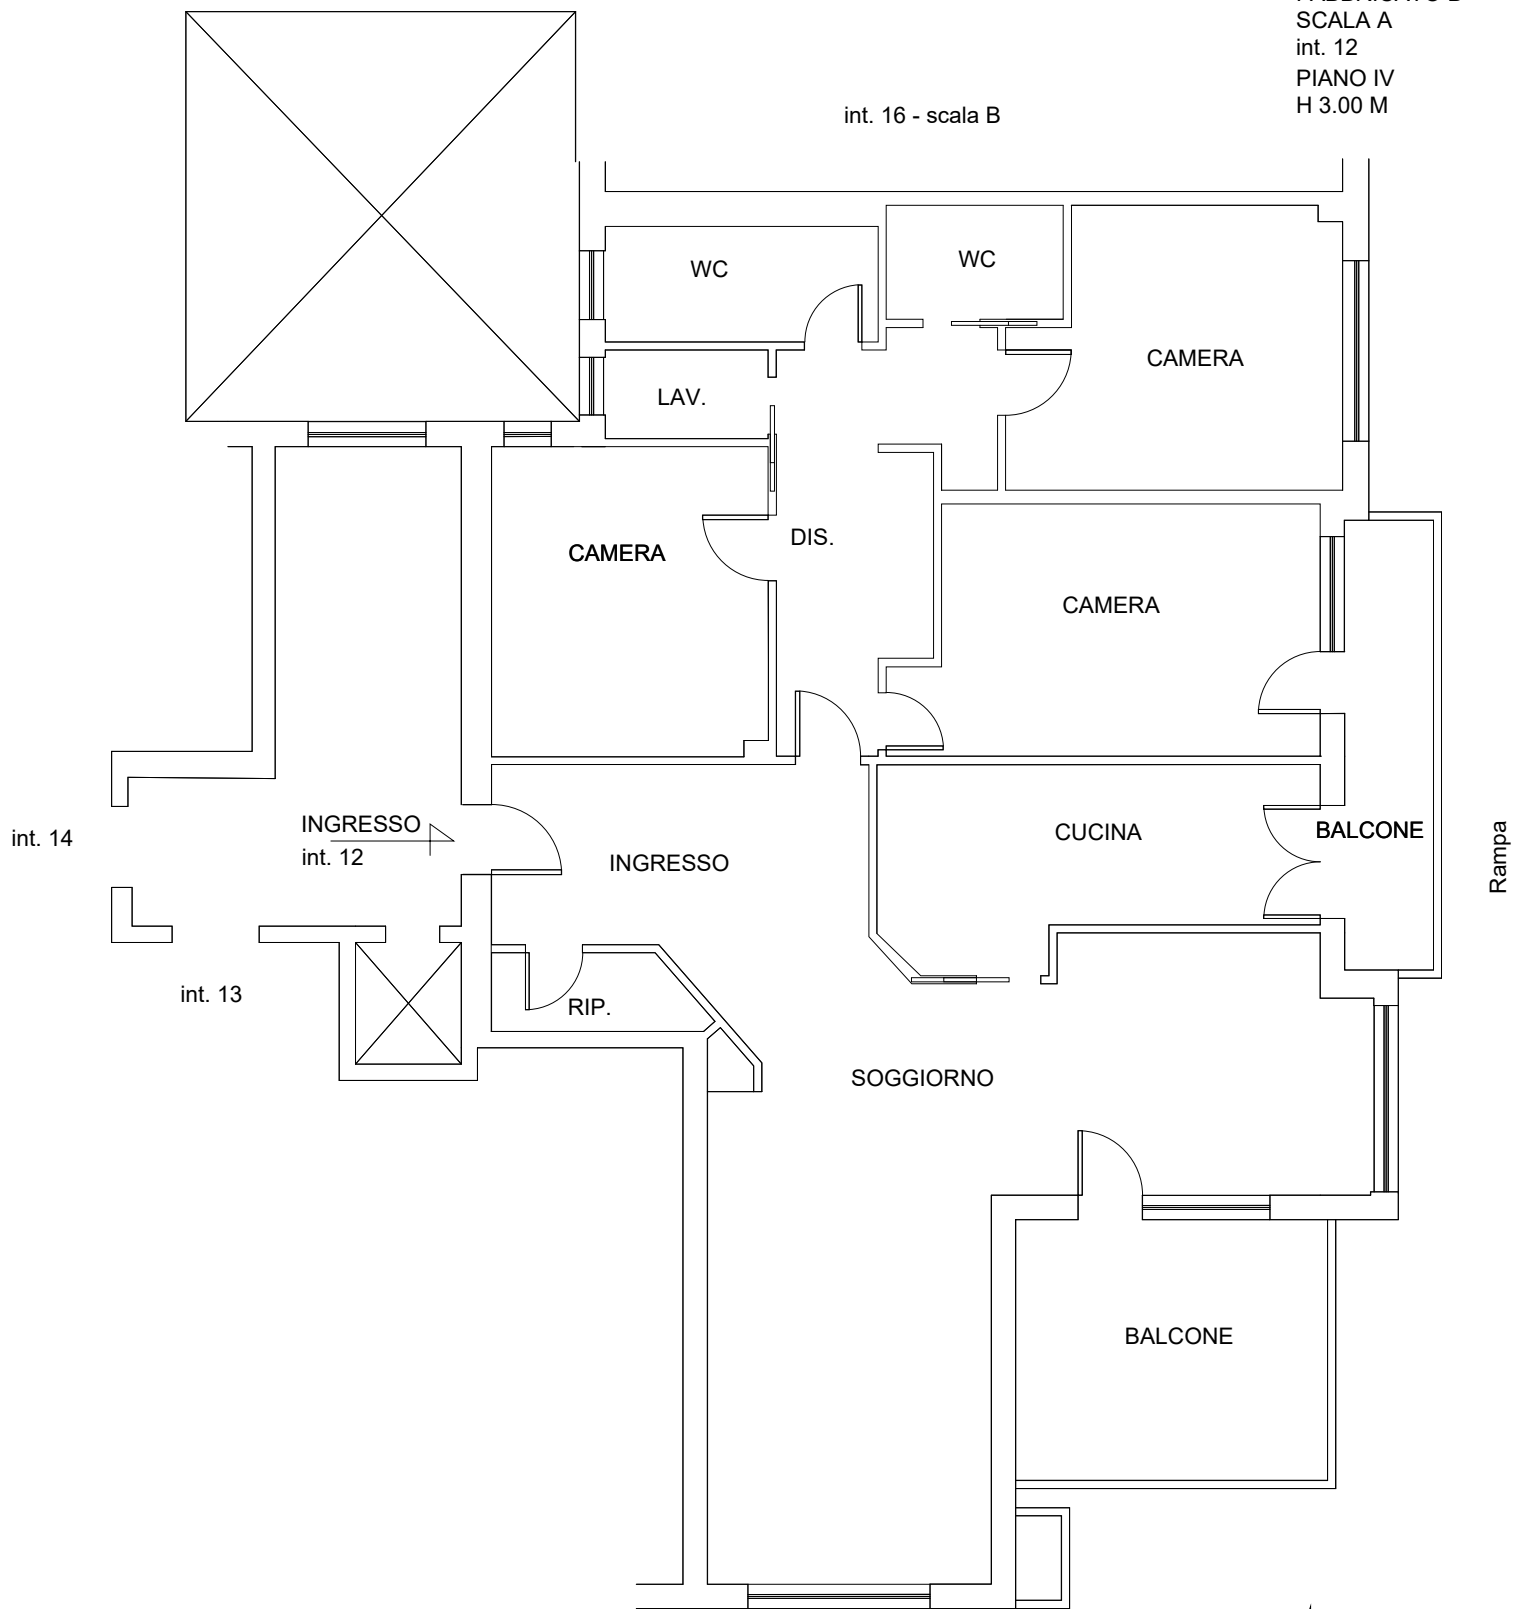 SCALA A
int. 12
PIANO IV
H 3.00 M
int. 16 - scala B
WC
WC
CAMERA
LAV.
DIS.
CAMERA
CAMERA
int. 14
INGRESSO
int. 12
INGRESSO
CUCINA
BALCONE
Rampa
int. 13
RIP.
SOGGIORNO
BALCONE